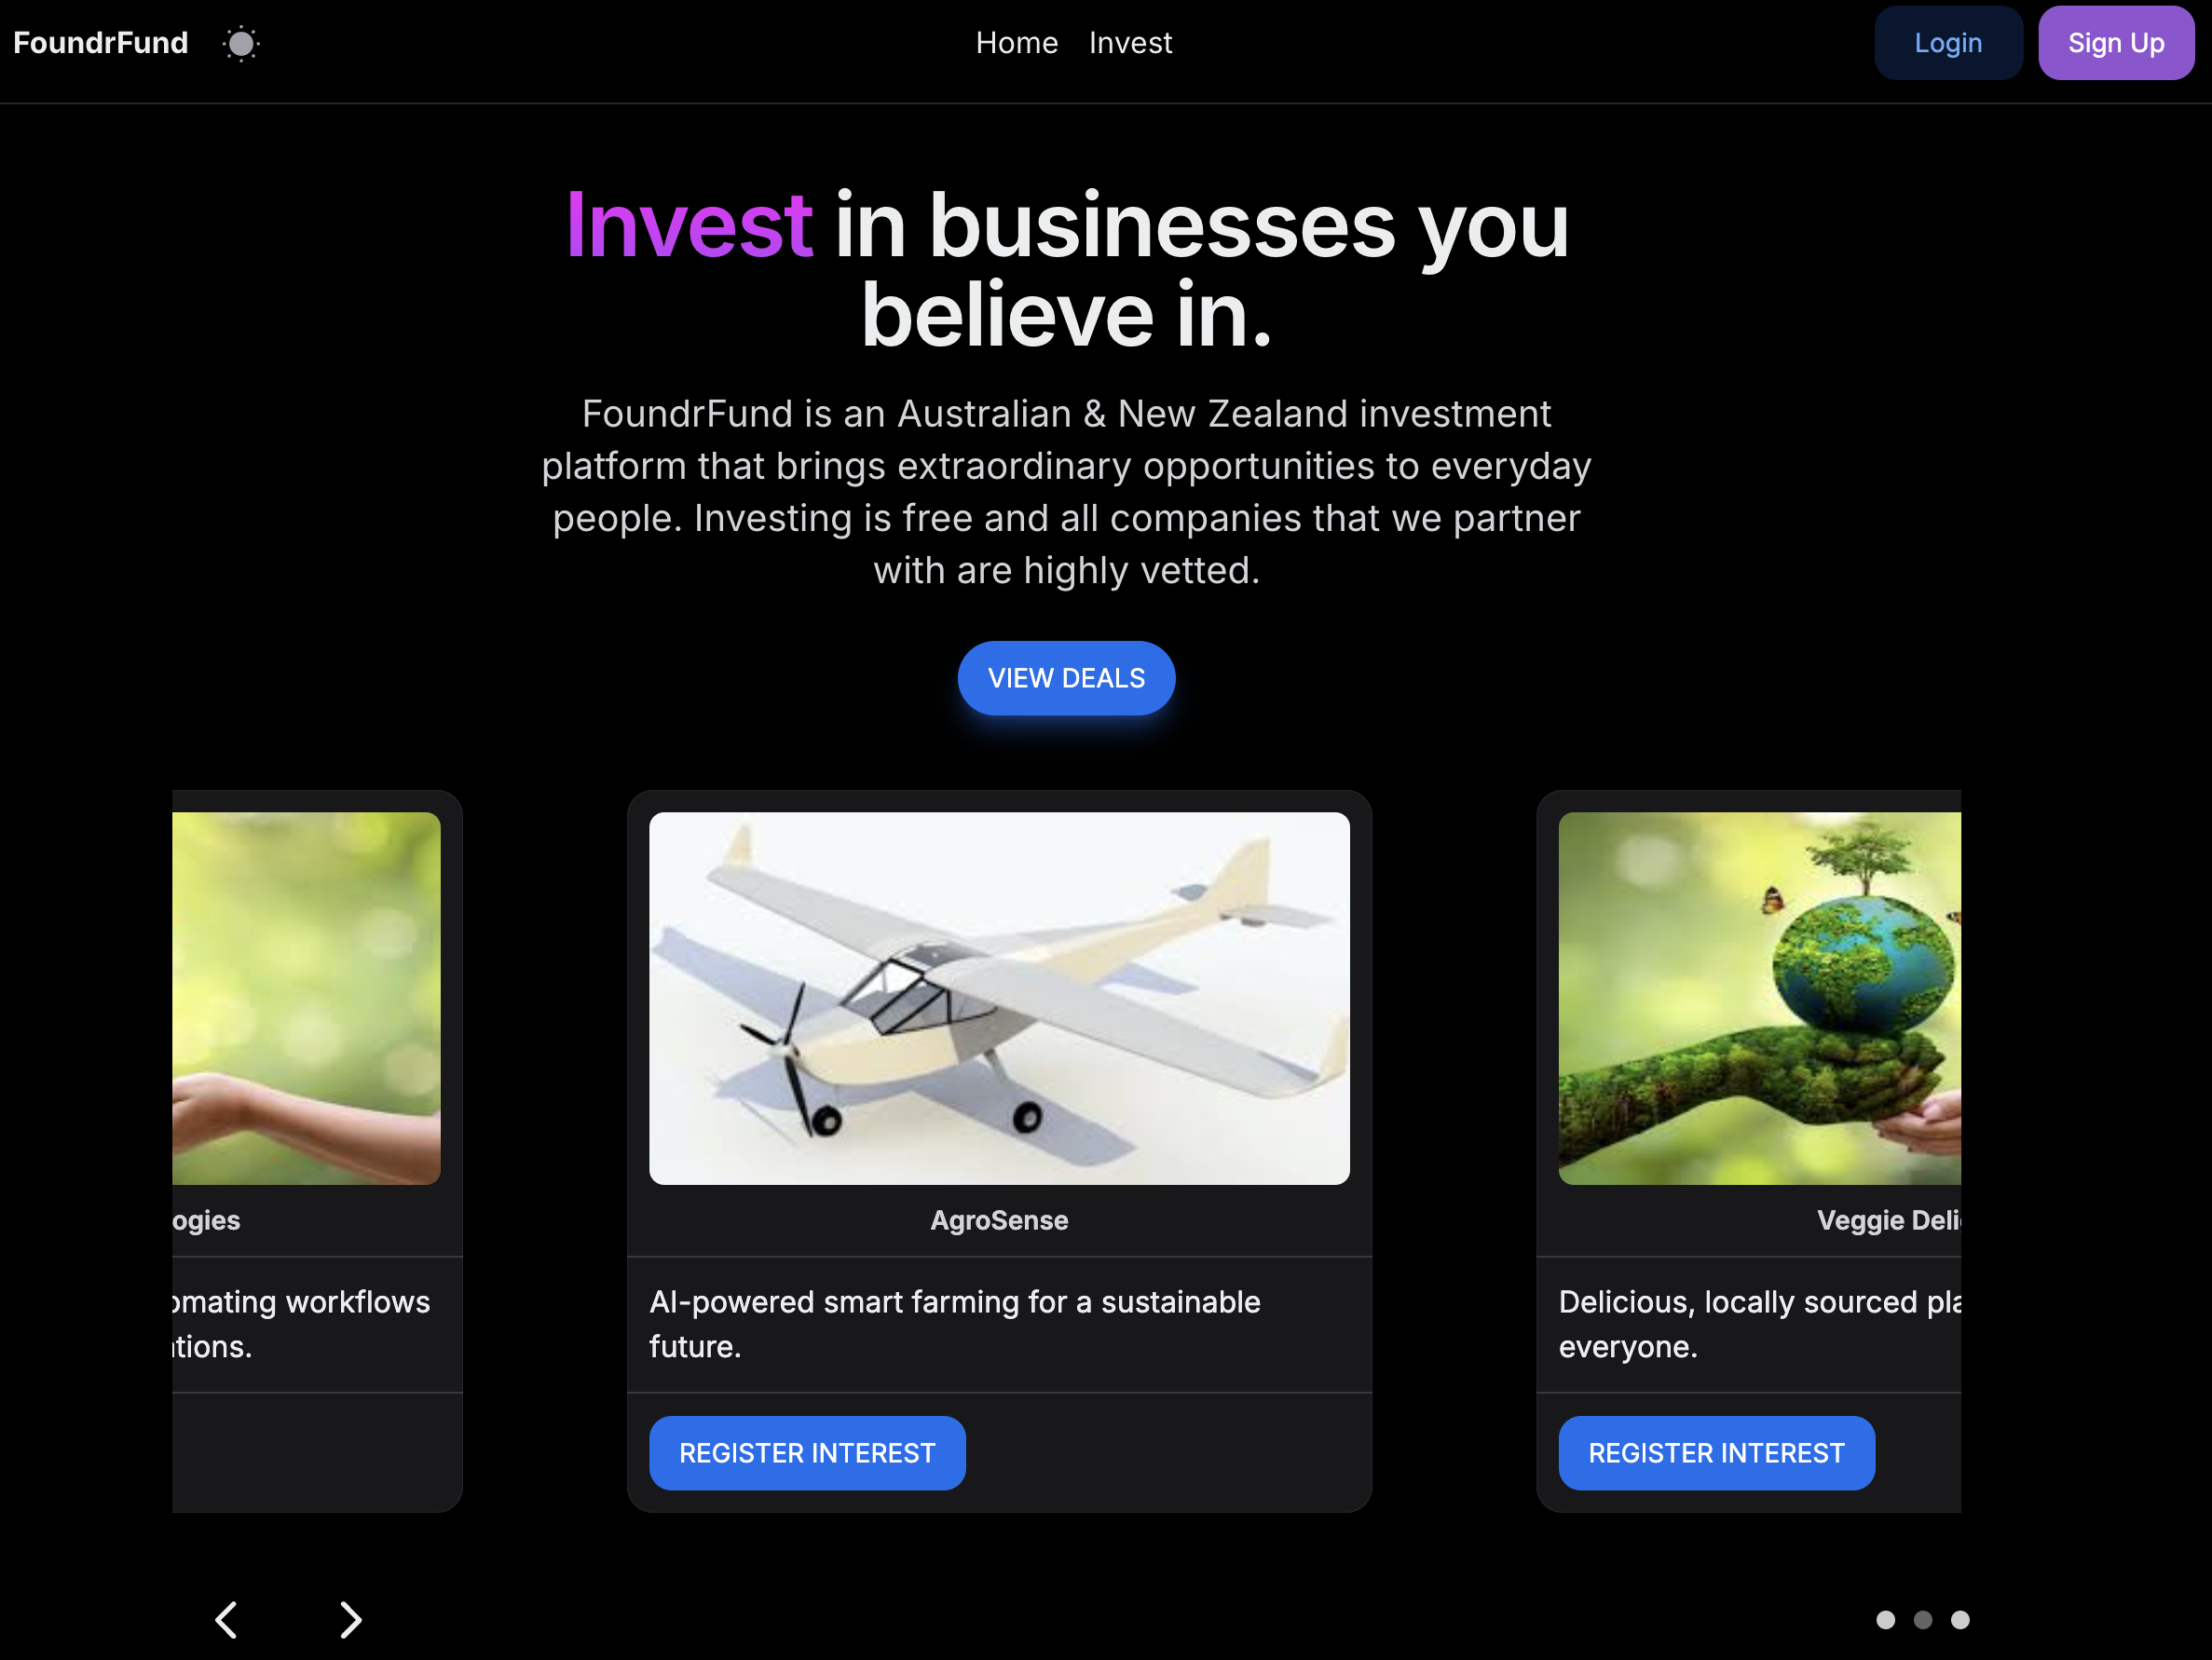 FoundrFund
Home Invest
Login
Sign Up
Invest in businesses you
believe in.
FoundrFund is an Australian & New Zealand investment
platform that brings extraordinary opportunities to everyday
people. Investing is free and all companies that we partner
with are highly vetted.
VIEW DEALS
ogies
omating workflows
tions.
AgroSense
AI-powered smart farming for a sustainable
future.
REGISTER INTEREST
Veggie Deli
Delicious, locally sourced pla
everyone.
REGISTER INTEREST